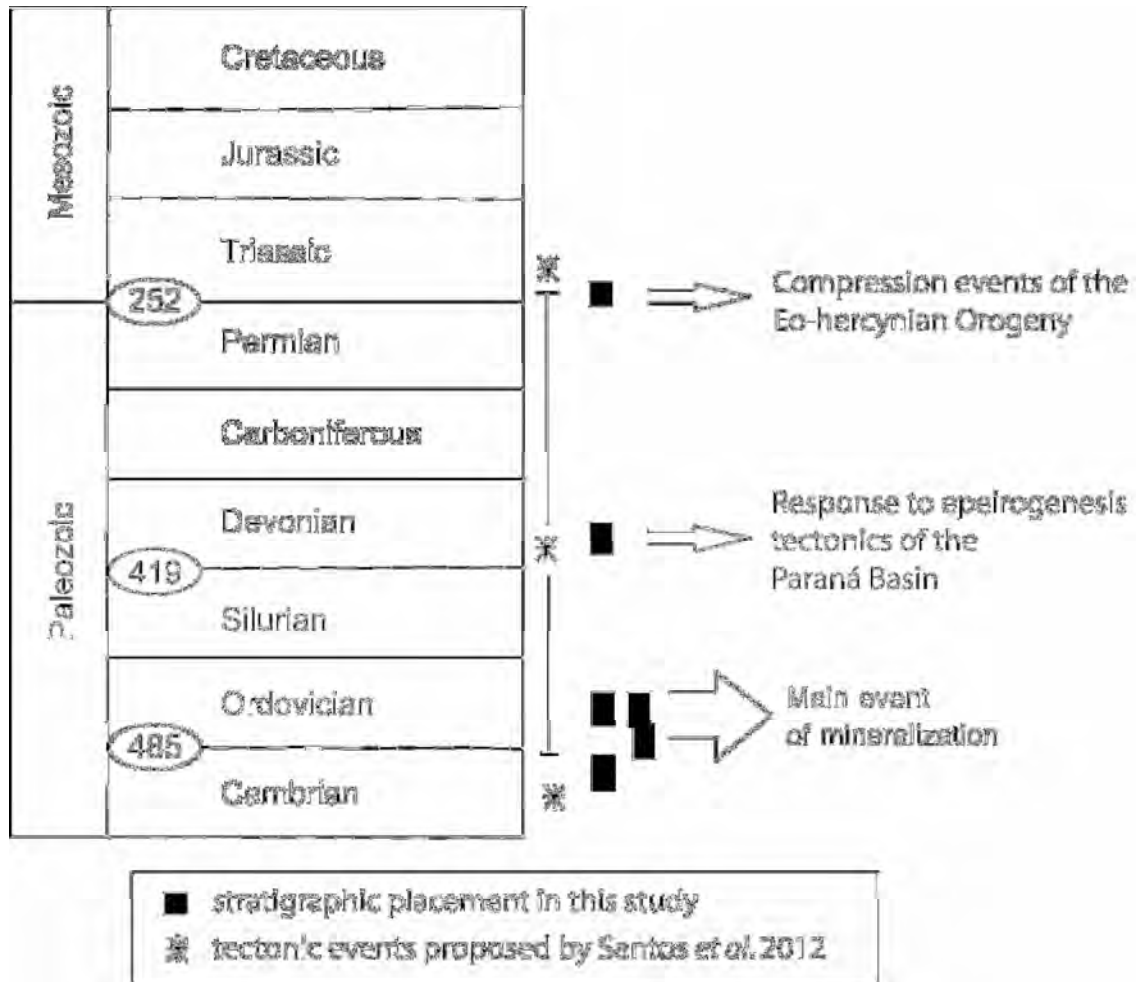 Mesozoic
Cretaceous
Jurassic
Triassic
252
Paleozoic
Permian
Carboniferous
Devonian
419
Silurian
Ordovician
485
Cambrian
Compression events of the
Eo-hercynian Orogeny
Response to apeirogenesis
tectonics of the
Paraná Basin
Main event
of mineralization
stratigraphic placement in this study
tectonic events proposed by Santos et al. 2012